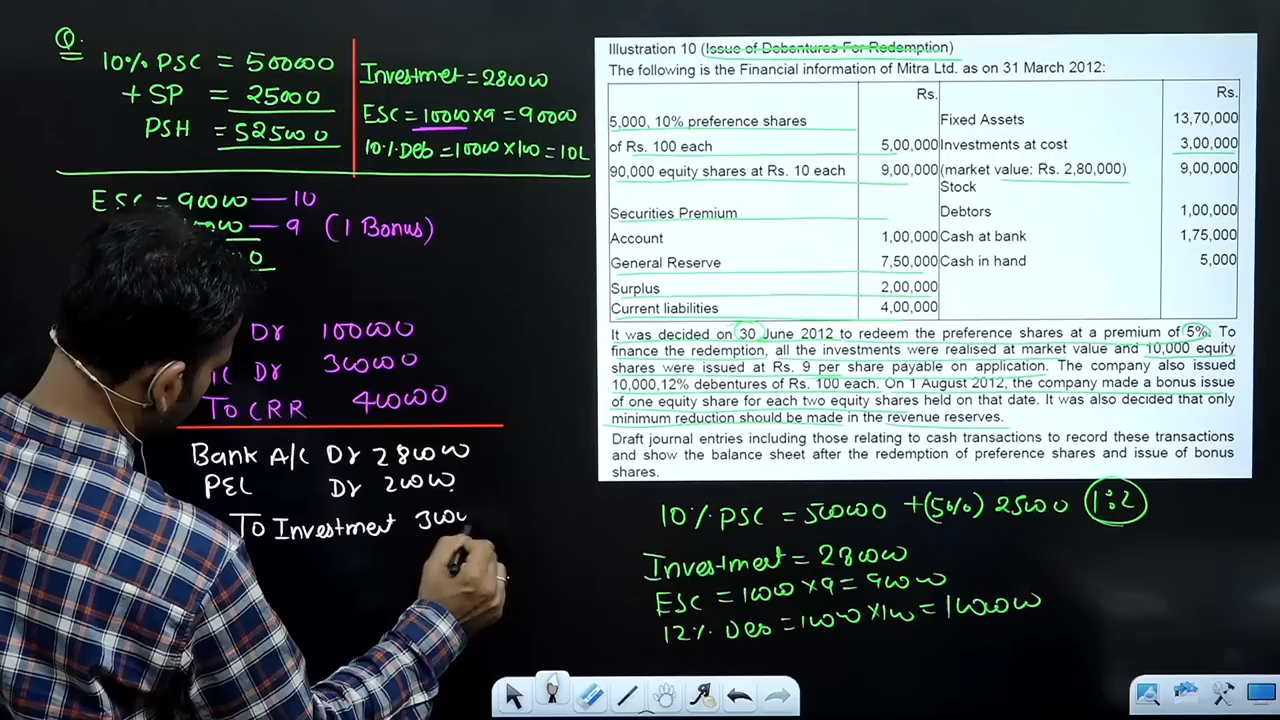 Q.
10% PSC = 500000
+ SP = 25000
PSH = 525000
Investmet = 280000
ESC = 10000 x 9 = 90000
10% Deb = 10000 x 100 = 10L
ESC = 90000 — 10
— 9 (1 Bonus)
Dr 100000
Dr 300000
To CRR 400000
Bank A/C Dr 280000
P&L Dr 20000
To Investment 3000
Illustration 10 (Issue of Debentures For Redemption)
The following is the Financial information of Mitra Ltd. as on 31 March 2012:
Rs. Rs.
5,000, 10% preference shares Fixed Assets 13,70,000
of Rs. 100 each 5,00,000 Investments at cost 3,00,000
90,000 equity shares at Rs. 10 each 9,00,000 (market value: Rs. 2,80,000) 9,00,000
Stock
Securities Premium Debtors 1,00,000
Account 1,00,000 Cash at bank 1,75,000
General Reserve 7,50,000 Cash in hand 5,000
Surplus 2,00,000
Current liabilities 4,00,000
It was decided on 30 June 2012 to redeem the preference shares at a premium of 5%. To
finance the redemption, all the investments were realised at market value and 10,000 equity
shares were issued at Rs. 9 per share payable on application. The company also issued
10,000,12% debentures of Rs. 100 each. On 1 August 2012, the company made a bonus issue
of one equity share for each two equity shares held on that date. It was also decided that only
minimum reduction should be made in the revenue reserves.
Draft journal entries including those relating to cash transactions to record these transactions
and show the balance sheet after the redemption of preference shares and issue of bonus
shares.
10% PSC = 500000 + (5%) 25000 1:2
Investment = 280000
ESC = 10000 x 9 = 90000
12% Deb = 10000 x 100 = 1000000